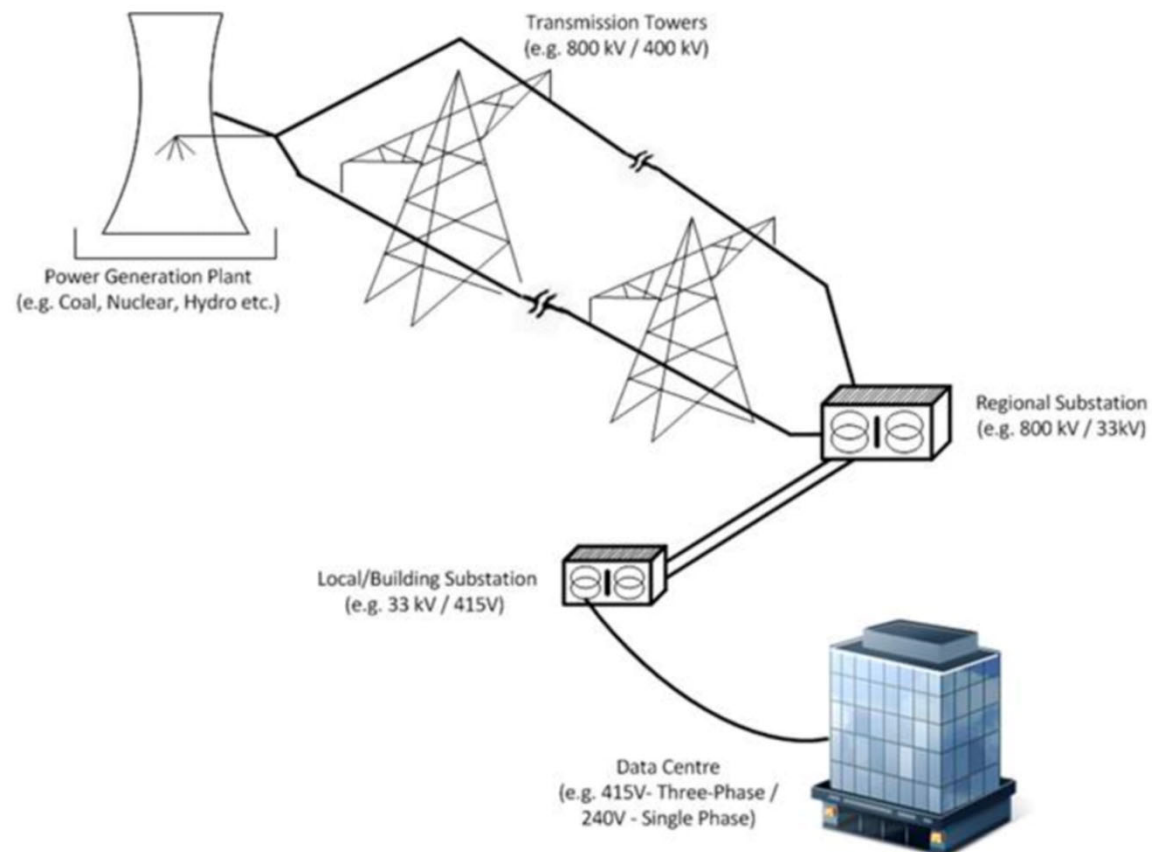 Transmission Towers
(e.g. 800 kV / 400 kV)
Power Generation Plant
(e.g. Coal, Nuclear, Hydro etc.)
Regional Substation
(e.g. 800 kV / 33kV)
Local/Building Substation
(e.g. 33 kV / 415V)
Data Centre
(e.g. 415V- Three-Phase /
240V - Single Phase)